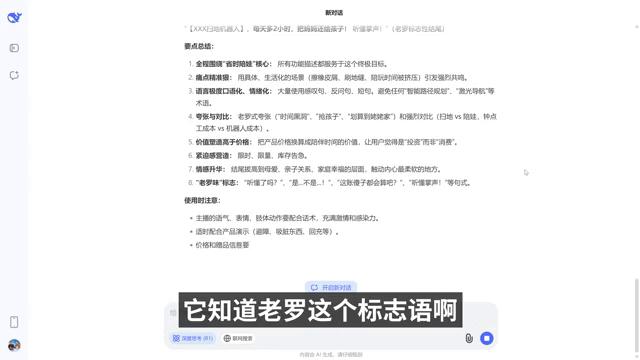 新对话
"【XXX扫地机器人】，每天多2小时，把妈妈还给孩子！ 听懂掌声！"（老罗标志性结尾）
要点总结：
1. 全程围绕"省时陪娃"核心： 所有功能描述都服务于这个终极目标。
2. 痛点精准狠： 用具体、生活化的场景（擦橡皮屑、刷地缝、陪玩时间被挤压）引发强烈共鸣。
3. 语言极度口语化、情绪化： 大量使用感叹句、反问句、短句。避免任何"智能路径规划"、"激光导航"等
术语。
4. 夸张与对比： 老罗式夸张（"时间黑洞"、"抢孩子"、"划算到姥姥家"）和强烈对比（扫地 vs 陪娃，钟点
工成本 vs 机器人成本）。
5. 价值塑造高于价格： 把产品价格换算成陪伴时间的价值，让用户觉得是"投资"而非"消费"。
6. 紧迫感营造： 限时、限量、库存告急。
7. 情感升华： 结尾拔高到母爱、亲子关系、家庭幸福的层面，触动内心最柔软的地方。
8. "老罗味"标志： "听懂了吗？"，"是...不是...！"，"这账傻子都会算吧？"，"听懂掌声！"等句式。
使用时注意：
• 主播的语气、表情、肢体动作要配合话术，充满激情和感染力。
• 适时配合产品演示（避障、吸脏东西、回充等）。
• 价格和赠品信息要
开启新对话
它知道老罗这个标志语啊
深度思考 (R1)
联网搜索
内容由 AI 生成，请仔细甄别